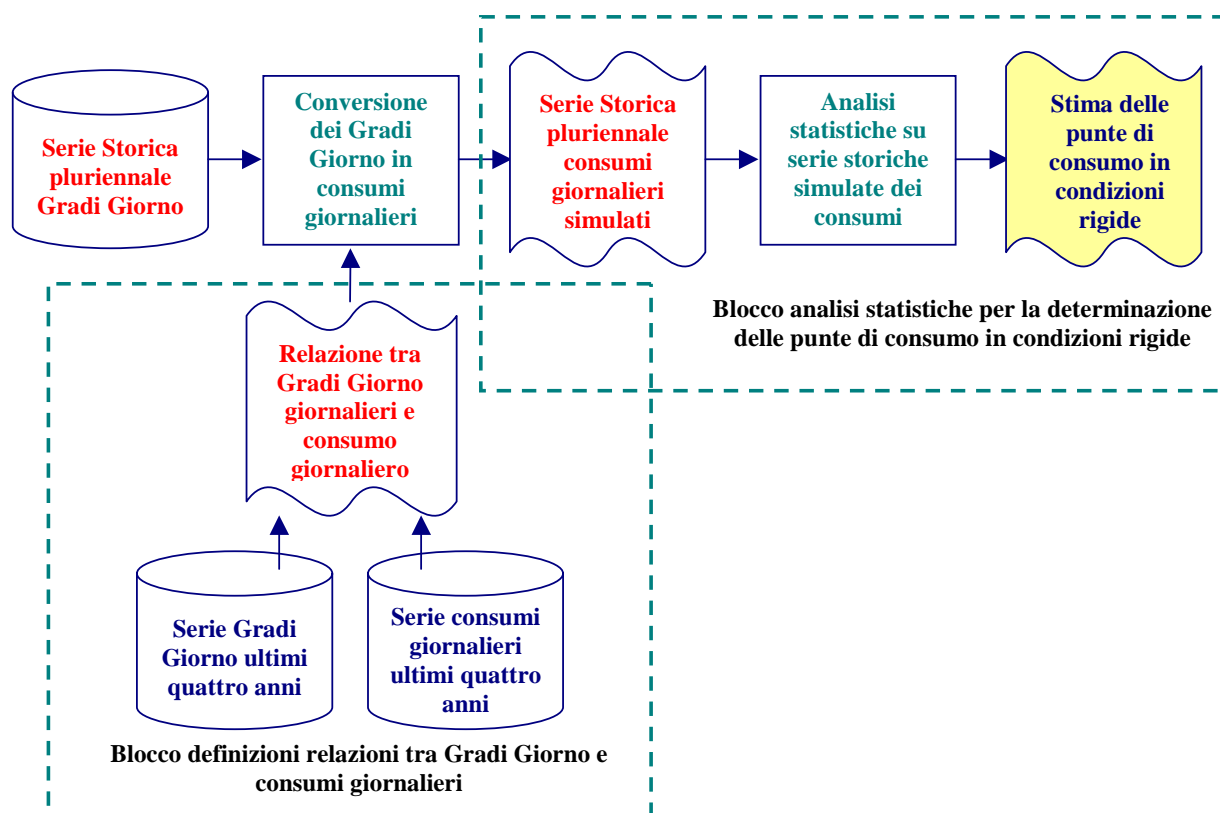 Serie Storica
pluriennale
Gradi Giorno
Conversione
dei Gradi
Giorno in
consumi
giornalieri
Serie Storica
pluriennale
consumi
giornalieri
simulati
Analisi
statistiche su
serie storiche
simulate dei
consumi
Stima delle
punte di
consumo in
condizioni
rigide
Blocco analisi statistiche per la determinazione
delle punte di consumo in condizioni rigide
Relazione tra
Gradi Giorno
giornalieri e
consumo
giornaliero
Serie Gradi
Giorno ultimi
quattro anni
Serie consumi
giornalieri
ultimi quattro
anni
Blocco definizioni relazioni tra Gradi Giorno e
consumi giornalieri